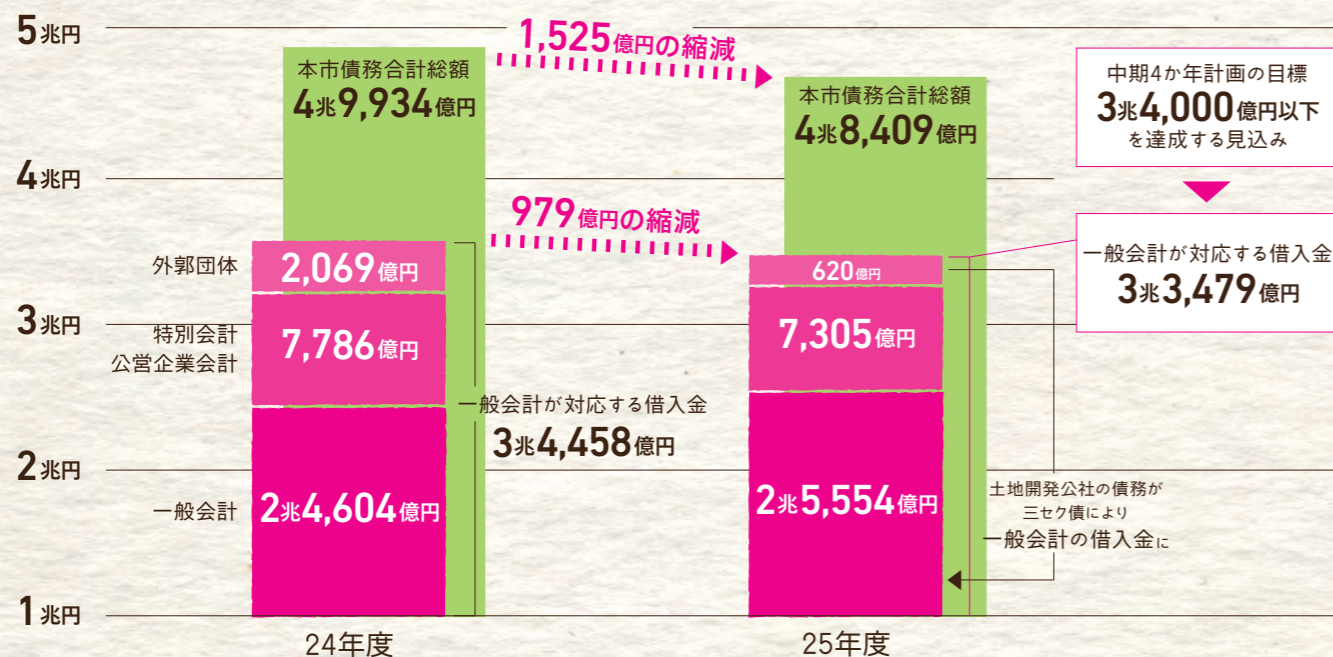 5兆円
4兆円
3兆円
2兆円
1兆円
本市債務合計総額
4兆9,934億円
1,525億円の縮減
本市債務合計総額
4兆8,409億円
979億円の縮減
外郭団体
2,069億円
特別会計
公営企業会計
7,786億円
一般会計
2兆4,604億円
一般会計が対応する借入金
3兆4,458億円
620億円
7,305億円
2兆5,554億円
中期4か年計画の目標
3兆4,000億円以下
を達成する見込み
一般会計が対応する借入金
3兆3,479億円
土地開発公社の債務が
三セク債により
一般会計の借入金に
24年度
25年度